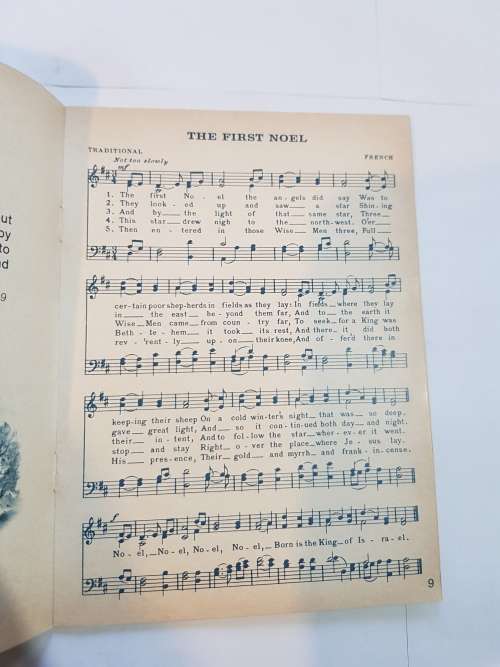 ut
by
to
d
9
THE FIRST NOEL
TRADITIONAL
FRENCH
Not too slowly
mf
1. The first No - el the an - gels did say Was to
2. They look - ed up and saw a star Shin - ing
3. And by the light of that same star, Three
4. This star drew nigh to the north-west, O'er
5. Then en - tered in those Wise Men three, Full
cer-tain poor shep-herds in fields as they lay: In fields where they lay
in the east be - yond them far, And to the earth it
Wise Men came from coun - try far, To seek for a King was
Beth - le - hem it took its rest, And there it did both
rev - 'rent - ly up - on their knee, And of - fer'd there in
keep-ing their sheep On a cold win-ter's night that was so deep.
gave great light, And so it con-tin-ued both day and night.
their in - tent, And to fol-low the star wher-ev-er it went.
stop and stay Right o-ver the place where Je - sus lay.
His pres-ence, Their gold and myrrh and frank-in-cense.
f
No - el, No-el, No-el, No-el, Born is the King of Is - ra - el.
9